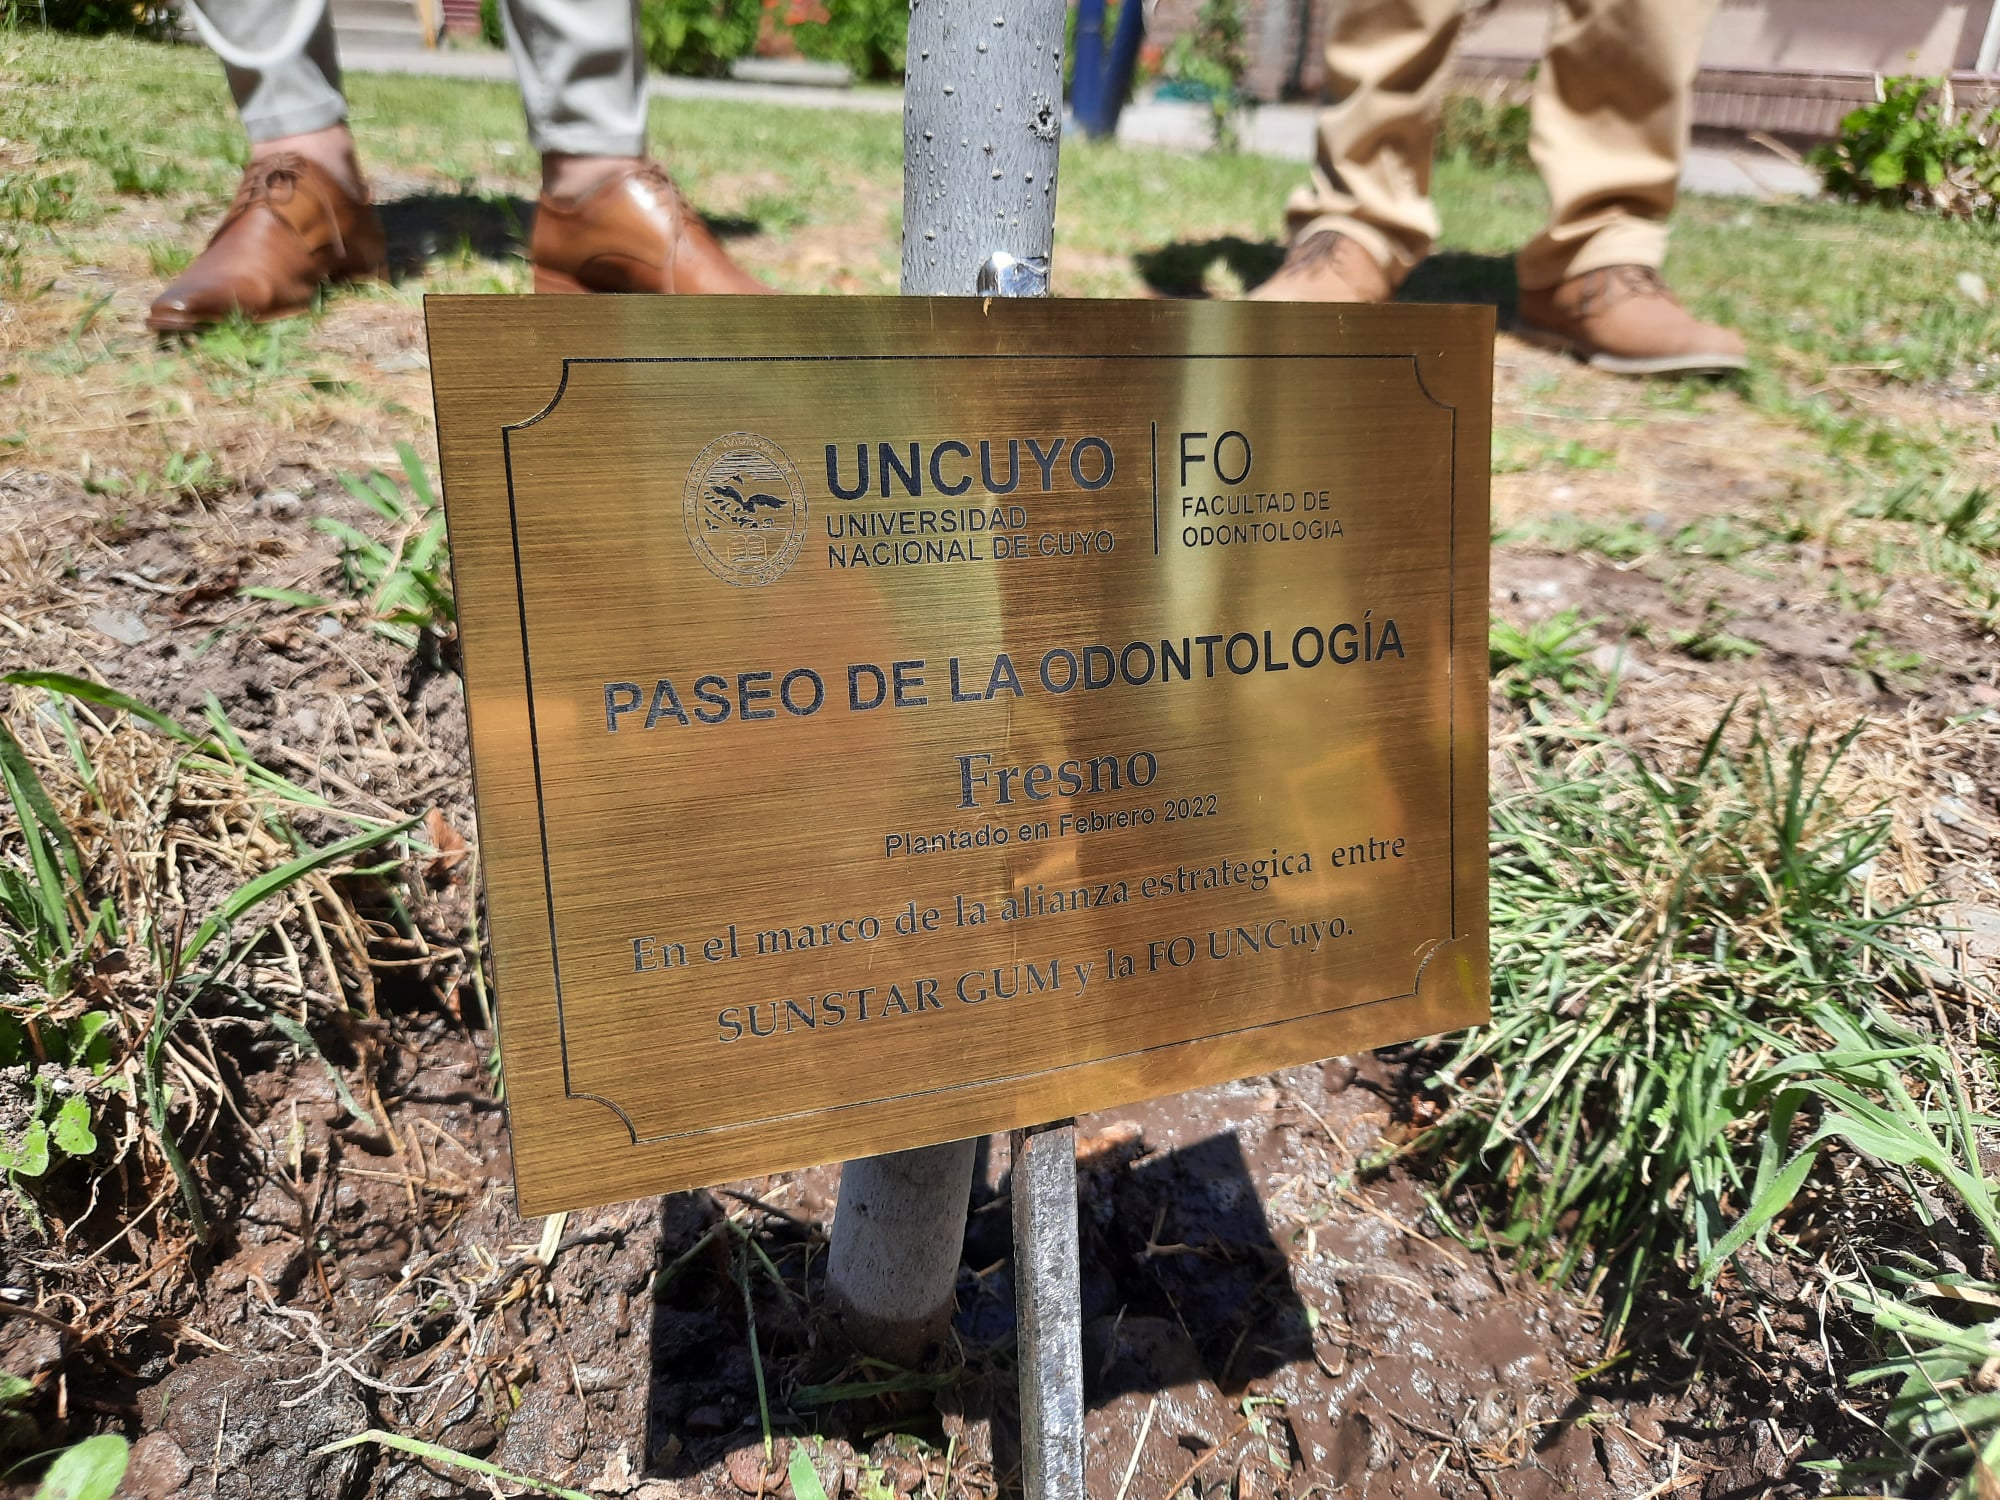 UNCUYO
UNIVERSIDAD
NACIONAL DE CUYO
FO
FACULTAD DE
ODONTOLOGIA
PASEO DE LA ODONTOLOGÍA
Fresno
Plantado en Febrero 2022
En el marco de la alianza estrategica entre
SUNSTAR GUM y la FO UNCuyo.